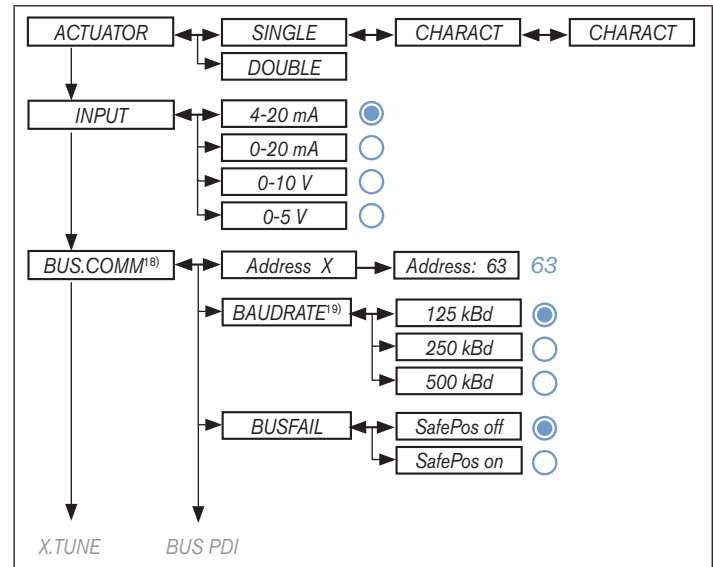 ACTUATOR SINGLE CHARACT CHARACT
DOUBLE
INPUT 4-20 mA
0-20 mA
0-10 V
0-5 V
BUS.COMM18) Address X Address: 63 63
BAUDRATE19) 125 kBd
250 kBd
500 kBd
BUSFAIL SafePos off
SafePos on
X.TUNE BUS PDI